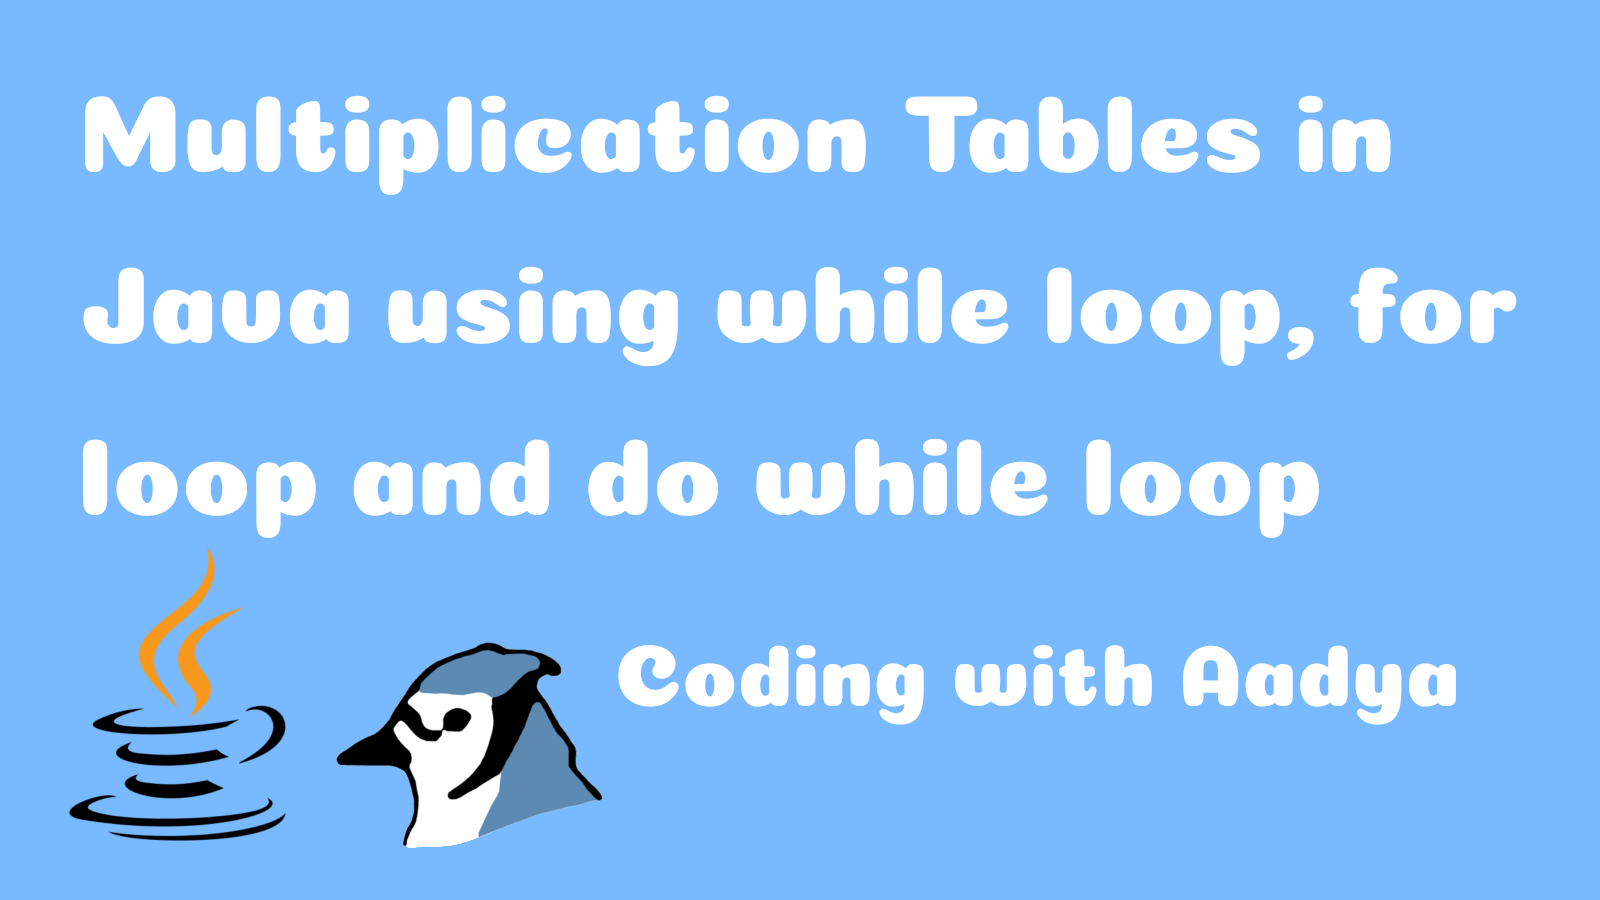 Multiplication Tables in
Java using while loop, for
loop and do while loop
Coding with Aadya